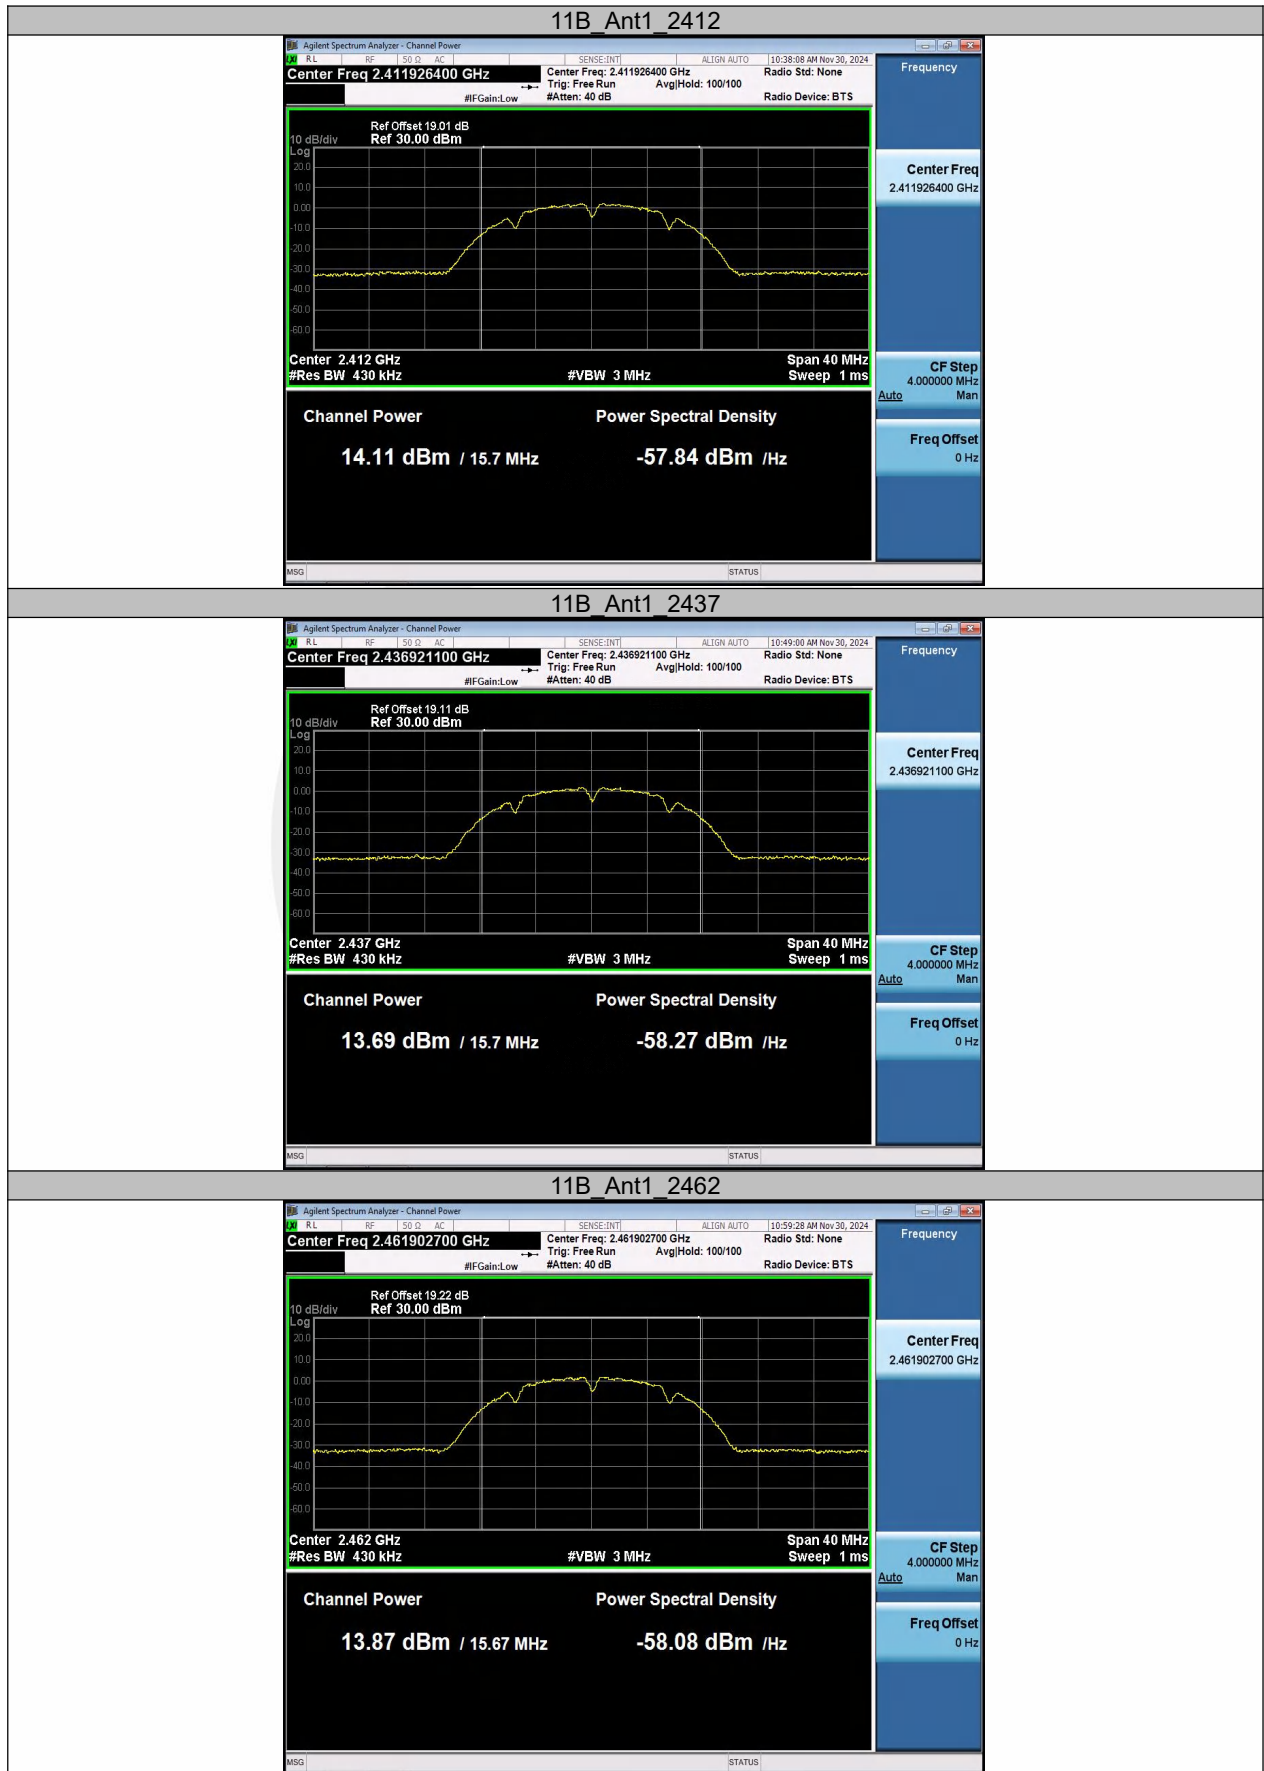 11B_Ant1_2412
Agilent Spectrum Analyzer - Channel Power
RL RF 50 Ω AC SENSE:INT ALIGN AUTO 10:38:08 AM Nov 30, 2024
Center Freq 2.411926400 GHz
Center Freq: 2.411926400 GHz
Radio Std: None
Trig: Free Run Avg|Hold: 100/100
#IFGain:Low #Atten: 40 dB
Radio Device: BTS
Frequency
Ref Offset 19.01 dB
10 dB/div Ref 30.00 dBm
Log
20.0
10.0
0.00
-10.0
-20.0
-30.0
-40.0
-50.0
-60.0
Center Freq
2.411926400 GHz
Center 2.412 GHz Span 40 MHz
#Res BW 430 kHz #VBW 3 MHz Sweep 1 ms
CF Step
4.000000 MHz
Auto Man
Channel Power Power Spectral Density
14.11 dBm / 15.7 MHz -57.84 dBm /Hz
Freq Offset
0 Hz
MSG STATUS
11B_Ant1_2437
Agilent Spectrum Analyzer - Channel Power
RL RF 50 Ω AC SENSE:INT ALIGN AUTO 10:49:00 AM Nov 30, 2024
Center Freq 2.436921100 GHz
Center Freq: 2.436921100 GHz
Radio Std: None
Trig: Free Run Avg|Hold: 100/100
#IFGain:Low #Atten: 40 dB
Radio Device: BTS
Frequency
Ref Offset 19.11 dB
10 dB/div Ref 30.00 dBm
Log
20.0
10.0
0.00
-10.0
-20.0
-30.0
-40.0
-50.0
-60.0
Center Freq
2.436921100 GHz
Center 2.437 GHz Span 40 MHz
#Res BW 430 kHz #VBW 3 MHz Sweep 1 ms
CF Step
4.000000 MHz
Auto Man
Channel Power Power Spectral Density
13.69 dBm / 15.7 MHz -58.27 dBm /Hz
Freq Offset
0 Hz
MSG STATUS
11B_Ant1_2462
Agilent Spectrum Analyzer - Channel Power
RL RF 50 Ω AC SENSE:INT ALIGN AUTO 10:59:28 AM Nov 30, 2024
Center Freq 2.461902700 GHz
Center Freq: 2.461902700 GHz
Radio Std: None
Trig: Free Run Avg|Hold: 100/100
#IFGain:Low #Atten: 40 dB
Radio Device: BTS
Frequency
Ref Offset 19.22 dB
10 dB/div Ref 30.00 dBm
Log
20.0
10.0
0.00
-10.0
-20.0
-30.0
-40.0
-50.0
-60.0
Center Freq
2.461902700 GHz
Center 2.462 GHz Span 40 MHz
#Res BW 430 kHz #VBW 3 MHz Sweep 1 ms
CF Step
4.000000 MHz
Auto Man
Channel Power Power Spectral Density
13.87 dBm / 15.67 MHz -58.08 dBm /Hz
Freq Offset
0 Hz
MSG STATUS